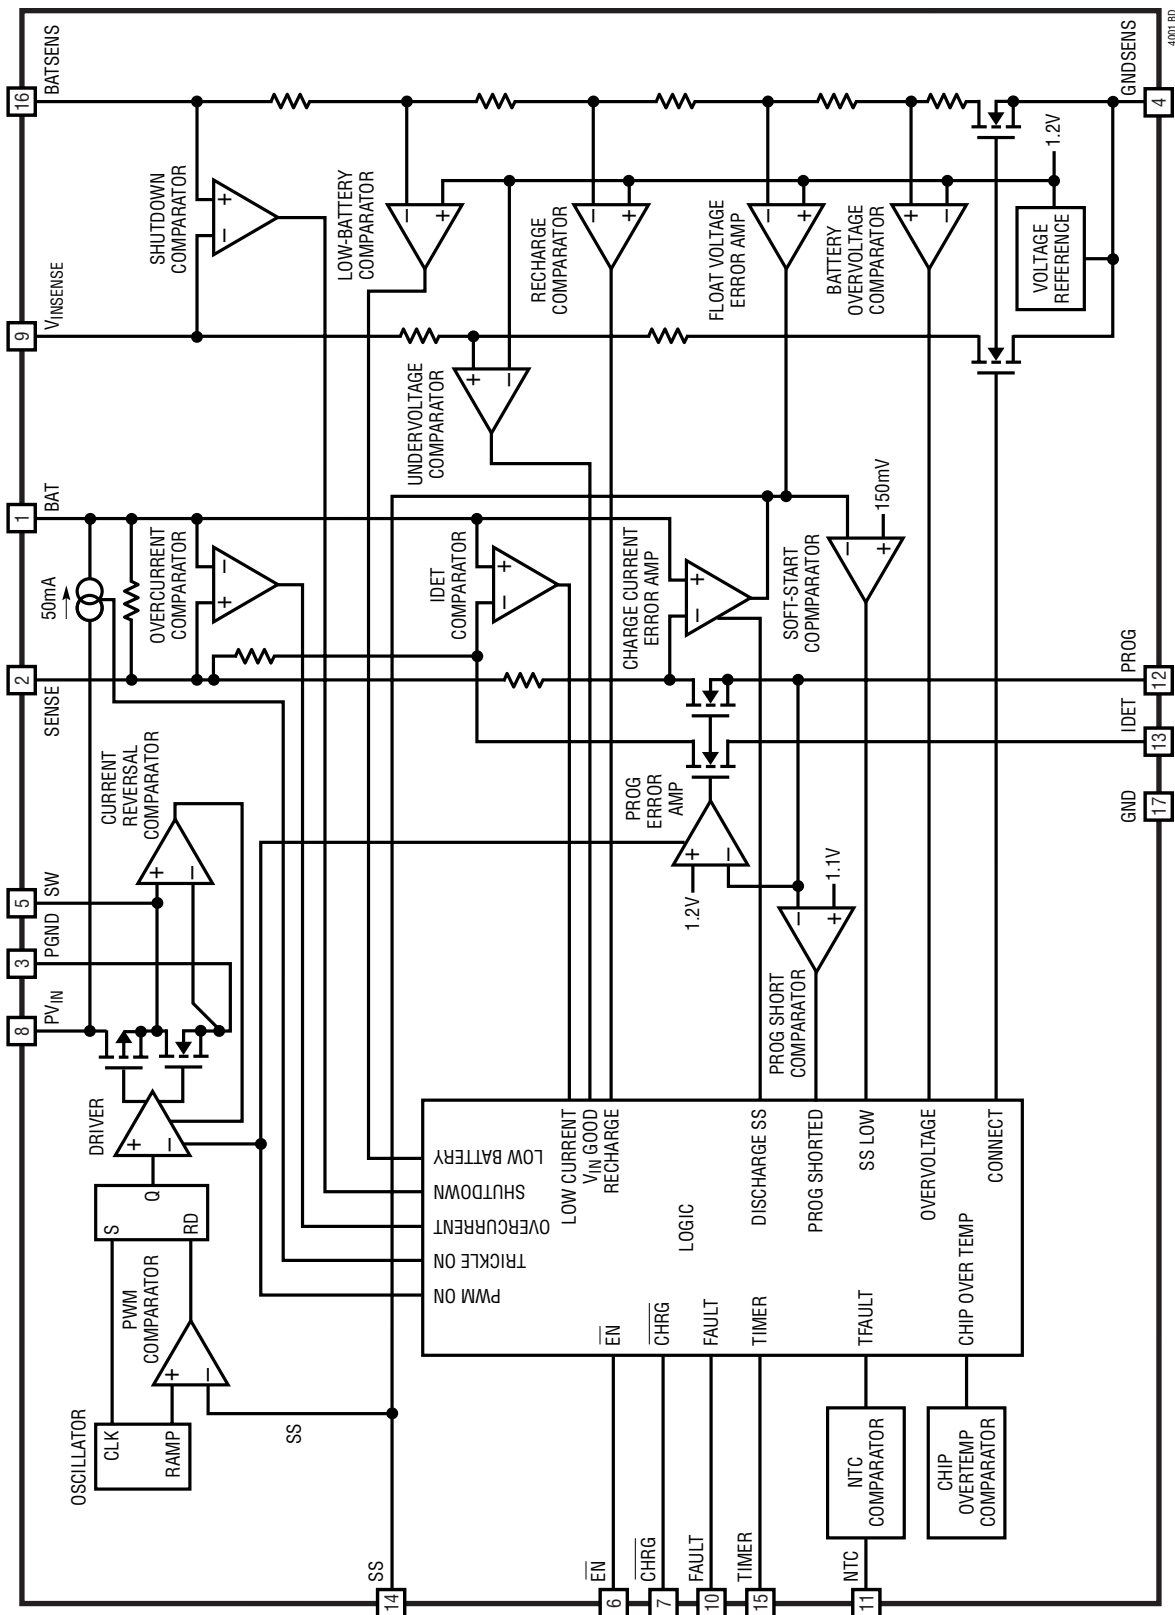 8
PVIN
3
PGND
5
SW
2
SENSE
1
BAT
9
VINSENSE
16
BATSENS
OSCILLATOR
CLK
RAMP
PWM
COMPARATOR
+
–
S
RD
Q
DRIVER
+
–
CURRENT
REVERSAL
COMPARATOR
+
–
50mA
OVERCURRENT
COMPARATOR
+
–
SHUTDOWN
COMPARATOR
–
+
SS
LOW-BATTERY
COMPARATOR
–
+
UNDERVOLTAGE
COMPARATOR
+
–
IDET
COMPARATOR
–
+
RECHARGE
COMPARATOR
–
+
CHARGE CURRENT
ERROR AMP
–
+
FLOAT VOLTAGE
ERROR AMP
–
+
PROG
ERROR
AMP
+
–
1.2V
SOFT-START
COPMPARATOR
–
+
150mV
BATTERY
OVERVOLTAGE
COMPARATOR
+
–
PROG SHORT
COMPARATOR
–
+
1.1V
VOLTAGE
REFERENCE
1.2V
PWM ON
TRICKLE ON
OVERCURRENT
SHUTDOWN
LOW BATTERY
LOGIC
LOW CURRENT
VIN GOOD
RECHARGE
DISCHARGE SS
PROG SHORTED
SS LOW
OVERVOLTAGE
CONNECT
EN
CHRG
FAULT
TIMER
TFAULT
CHIP OVER TEMP
NTC
COMPARATOR
CHIP
OVERTEMP
COMPARATOR
SS
14
EN
6
CHRG
7
FAULT
10
TIMER
15
NTC
11
GND
17
IDET
13
PROG
12
GNDSENS
4
4001 BD